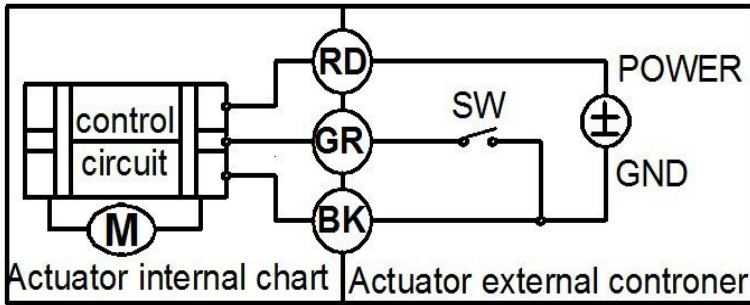 RD
POWER
SW
control
GR
±
circuit
GND
BK
M
Actuator internal chart
Actuator external controner